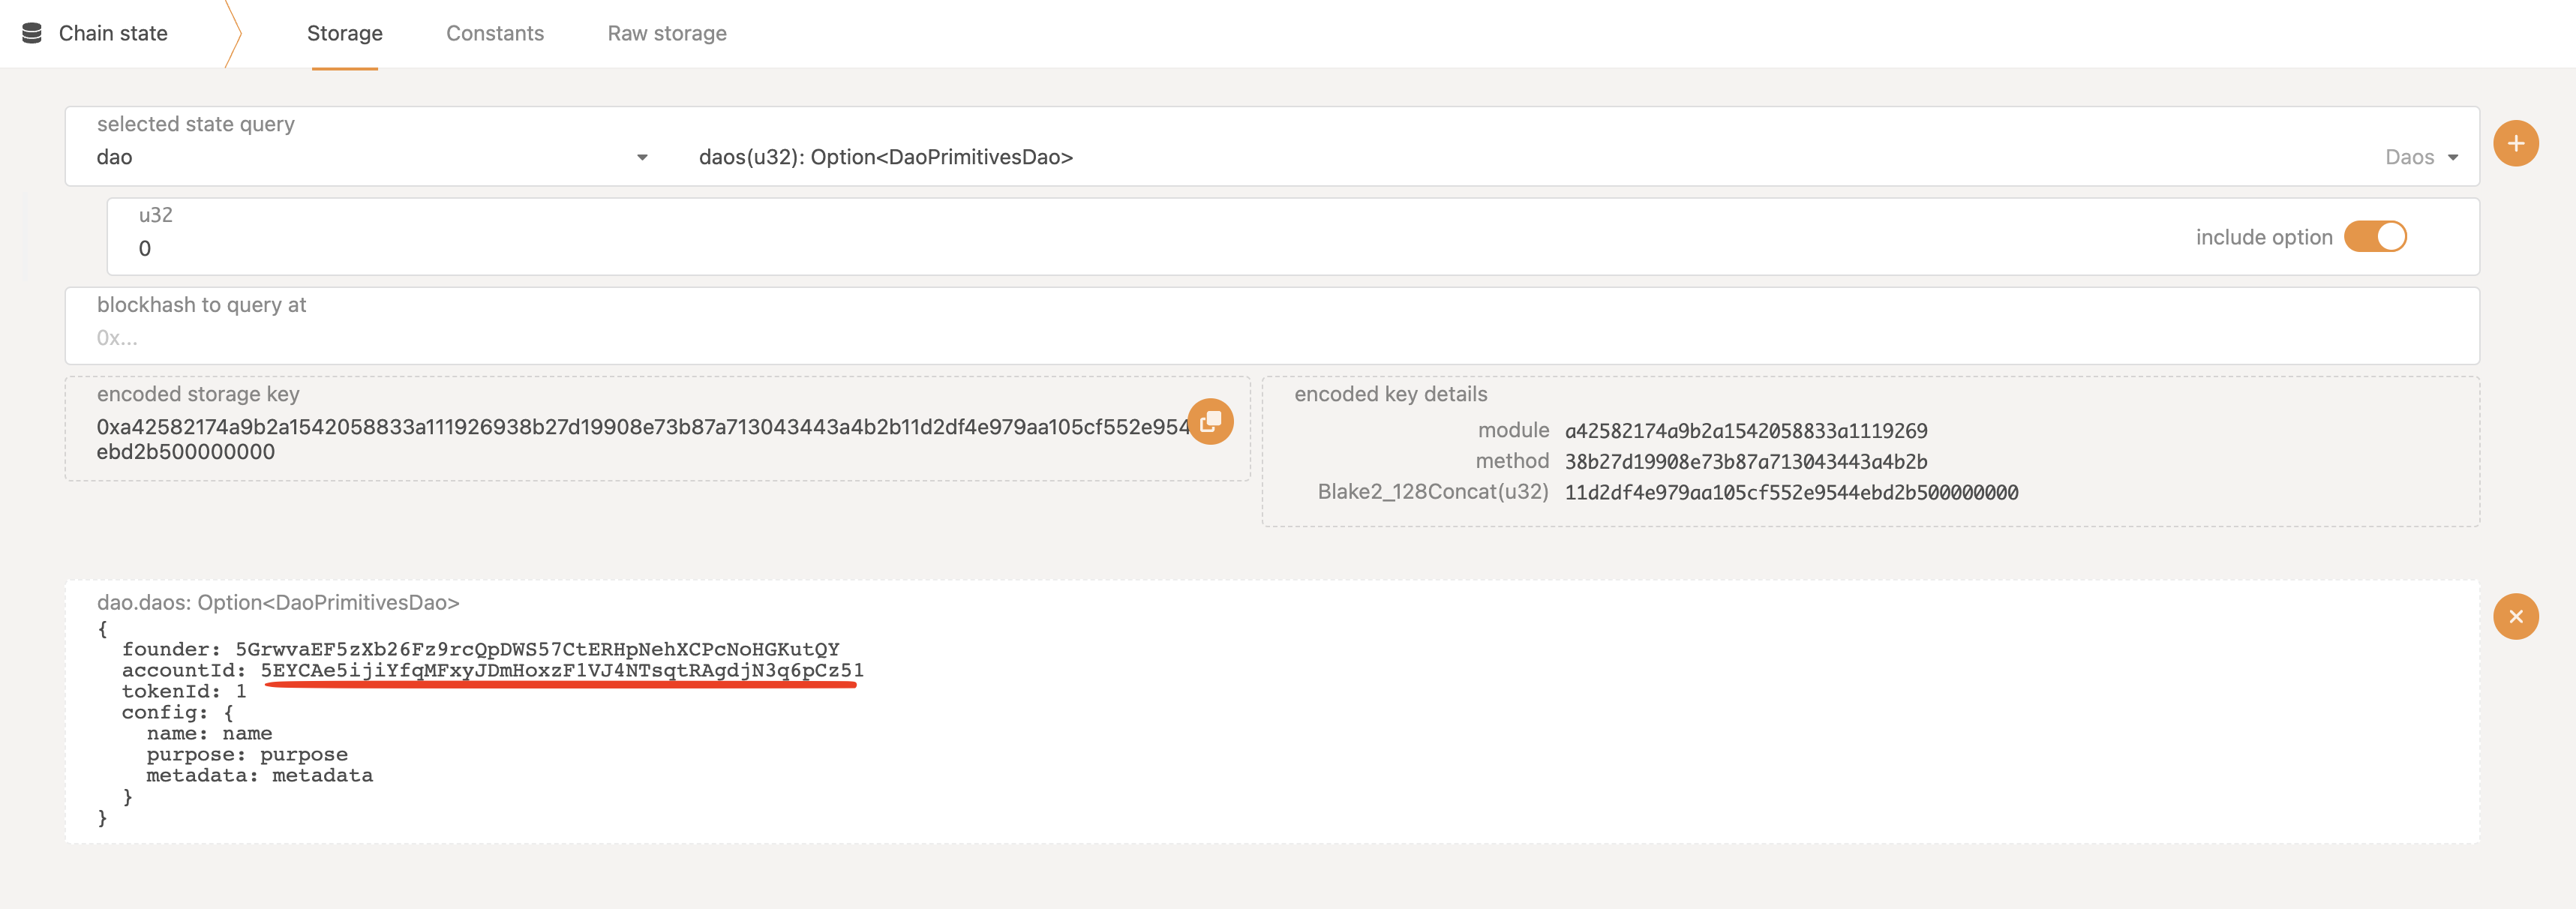 Chain state
Storage
Constants
Raw storage
selected state query
dao
daos(u32): Option<DaoPrimitivesDao>
Daos
u32
0
include option
blockhash to query at
0x...
encoded storage key
0xa42582174a9b2a1542058833a111926938b27d19908e73b87a713043443a4b2b11d2df4e979aa105cf552e954
ebd2b500000000
encoded key details
module a42582174a9b2a1542058833a1119269
method 38b27d19908e73b87a713043443a4b2b
Blake2_128Concat(u32) 11d2df4e979aa105cf552e9544ebd2b500000000
dao.daos: Option<DaoPrimitivesDao>
{
founder: 5GrwvaEF5zXb26Fz9rcQpDWS57CtERHpNehXCPcNoHGKutQY
accountId: 5EYCAe5ijiYfqMFxyJDmHoxzF1VJ4NTsqtRAgdjN3q6pCz51
tokenId: 1
config: {
name: name
purpose: purpose
metadata: metadata
}
}